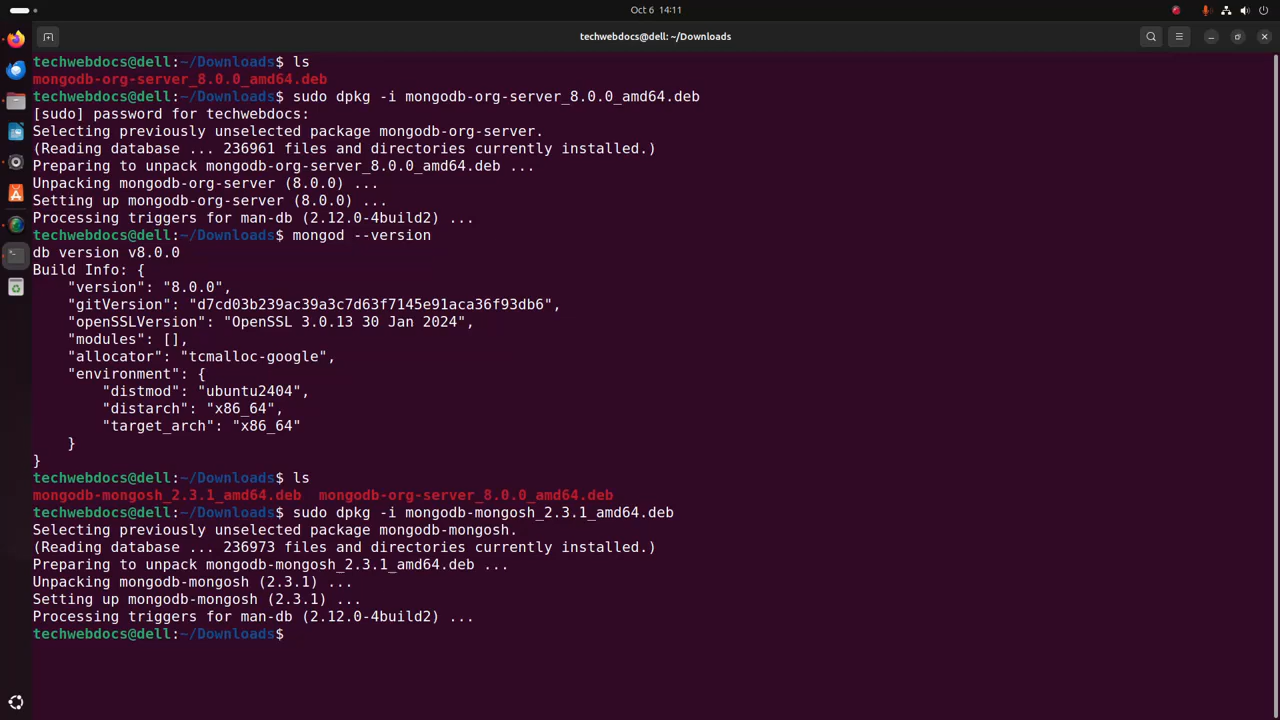 Oct 6 14:11
techwebdocs@dell: ~/Downloads
techwebdocs@dell:~/Downloads$ ls
mongodb-org-server_8.0.0_amd64.deb
techwebdocs@dell:~/Downloads$ sudo dpkg -i mongodb-org-server_8.0.0_amd64.deb
[sudo] password for techwebdocs:
Selecting previously unselected package mongodb-org-server.
(Reading database ... 236961 files and directories currently installed.)
Preparing to unpack mongodb-org-server_8.0.0_amd64.deb ...
Unpacking mongodb-org-server (8.0.0) ...
Setting up mongodb-org-server (8.0.0) ...
Processing triggers for man-db (2.12.0-4build2) ...
techwebdocs@dell:~/Downloads$ mongod --version
db version v8.0.0
Build Info: {
    "version": "8.0.0",
    "gitVersion": "d7cd03b239ac39a3c7d63f7145e91aca36f93db6",
    "openSSLVersion": "OpenSSL 3.0.13 30 Jan 2024",
    "modules": [],
    "allocator": "tcmalloc-google",
    "environment": {
        "distmod": "ubuntu2404",
        "distarch": "x86_64",
        "target_arch": "x86_64"
    }
}
techwebdocs@dell:~/Downloads$ ls
mongodb-mongosh_2.3.1_amd64.deb  mongodb-org-server_8.0.0_amd64.deb
techwebdocs@dell:~/Downloads$ sudo dpkg -i mongodb-mongosh_2.3.1_amd64.deb
Selecting previously unselected package mongodb-mongosh.
(Reading database ... 236973 files and directories currently installed.)
Preparing to unpack mongodb-mongosh_2.3.1_amd64.deb ...
Unpacking mongodb-mongosh (2.3.1) ...
Setting up mongodb-mongosh (2.3.1) ...
Processing triggers for man-db (2.12.0-4build2) ...
techwebdocs@dell:~/Downloads$